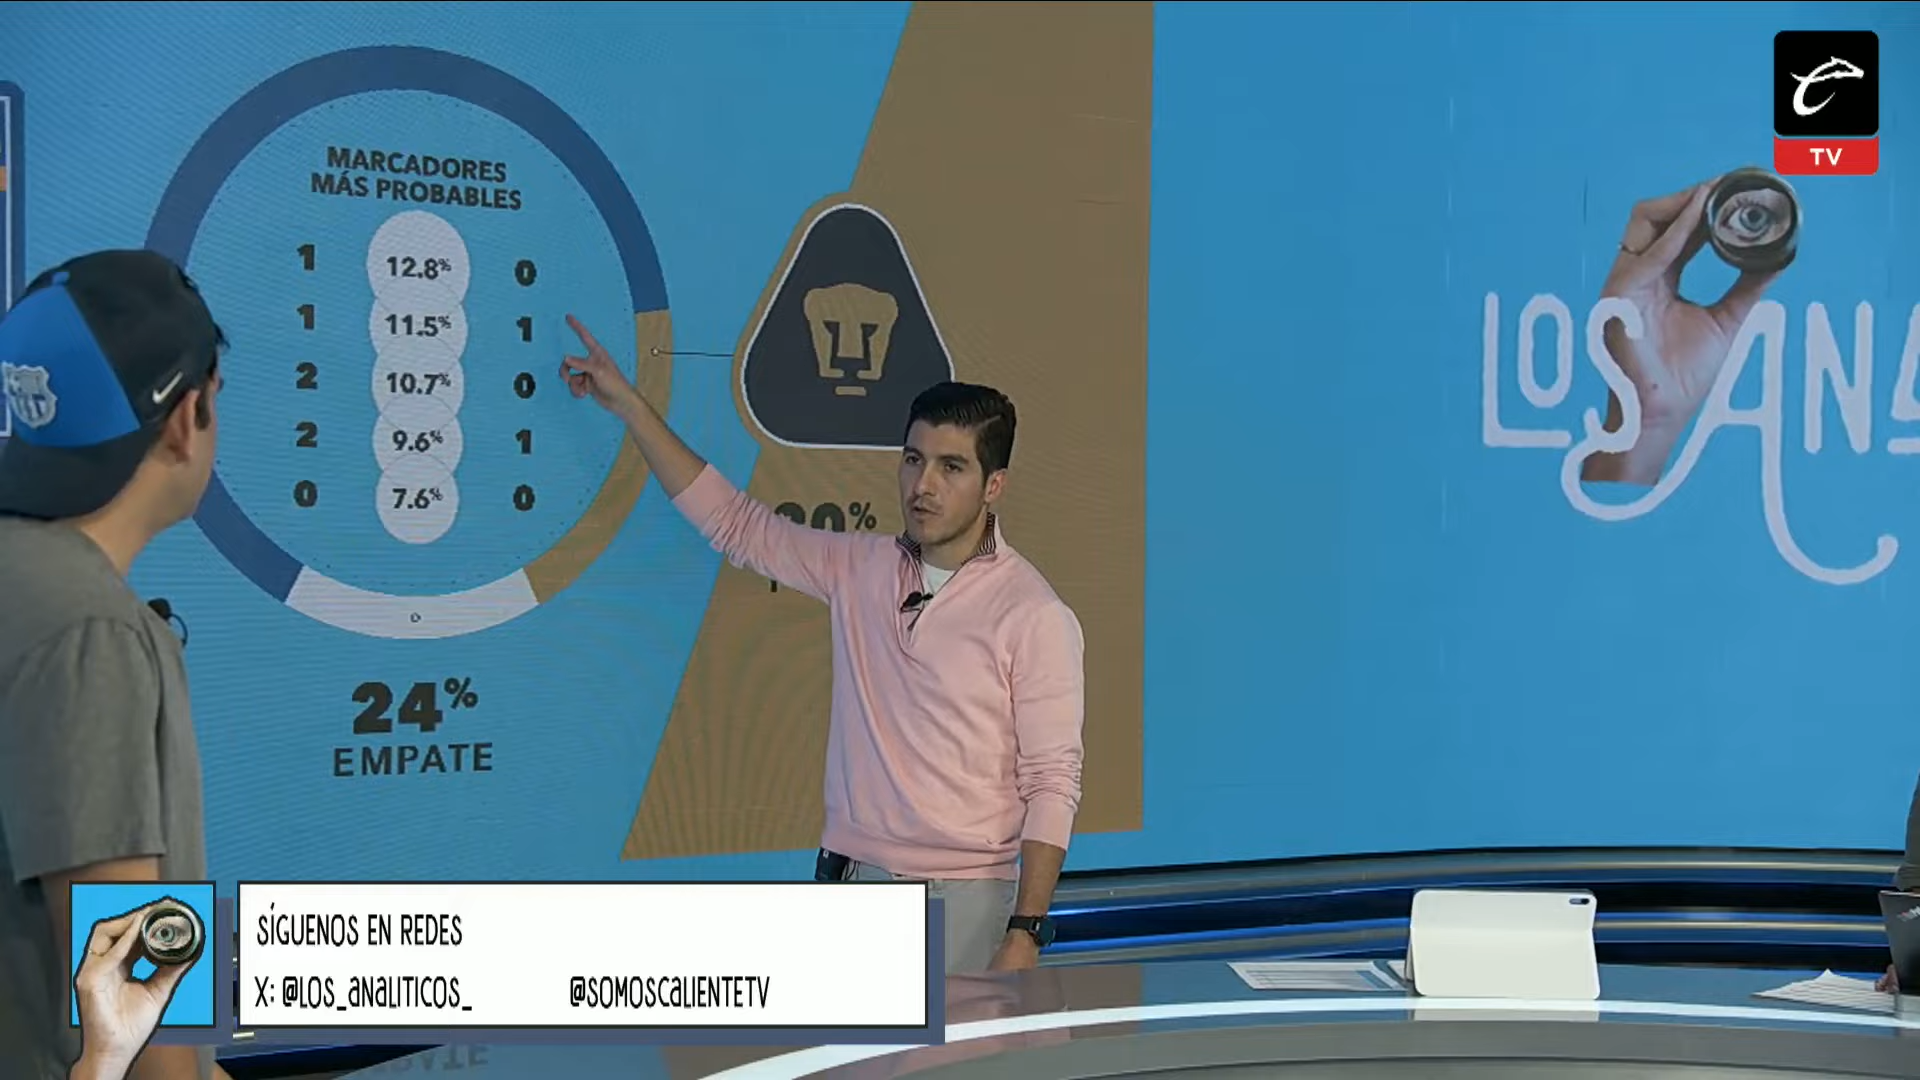 TV
MARCADORES
MÁS PROBABLES
1 12.8% 0
1 11.5% 1
2 10.7% 0
2 9.6% 1
0 7.6% 0
24%
EMPATE
LOS
SÍGUENOS EN REDES
X: @LOS_ANALITICOS_ @SOMOSCALIENTETV